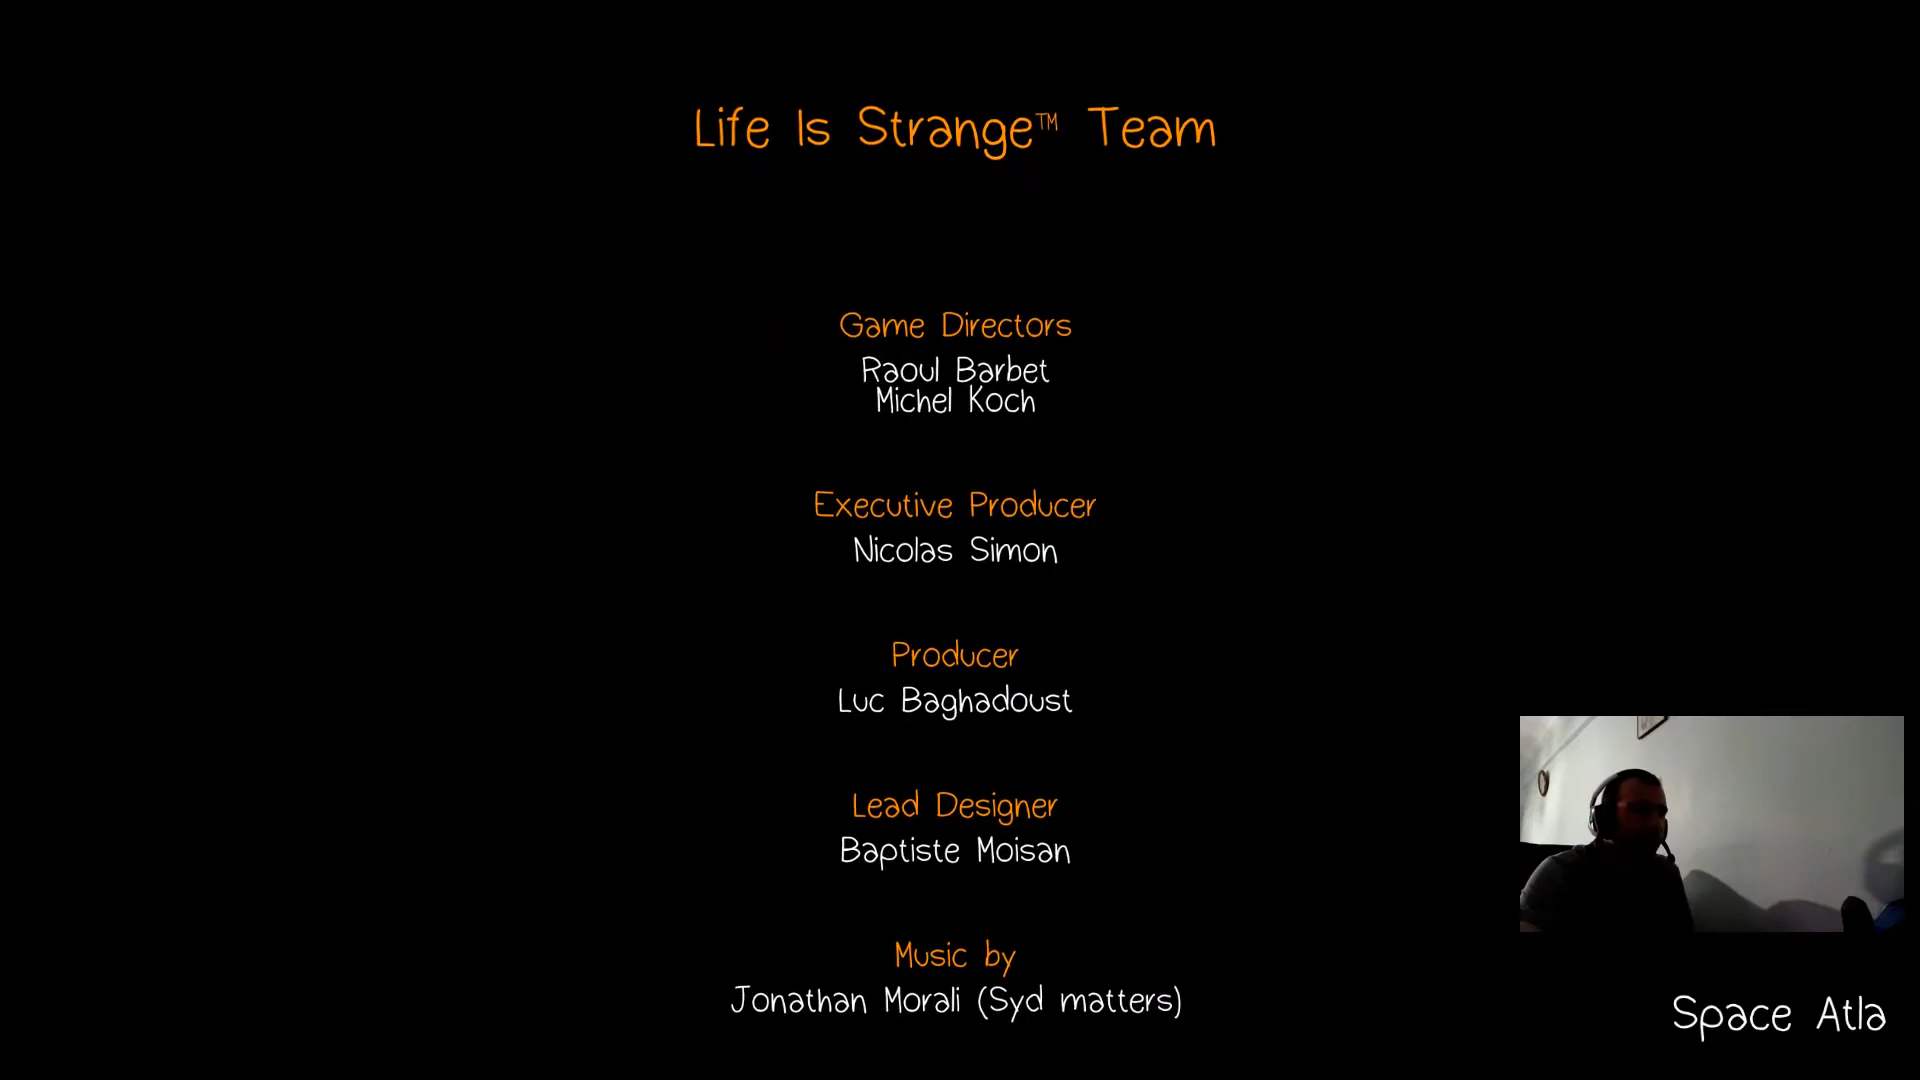 Life Is Strange™ Team
Game Directors
Raoul Barbet
Michel Koch
Executive Producer
Nicolas Simon
Producer
Luc Baghadoust
Lead Designer
Baptiste Moisan
Music by
Jonathan Morali (Syd matters)
Space Atla